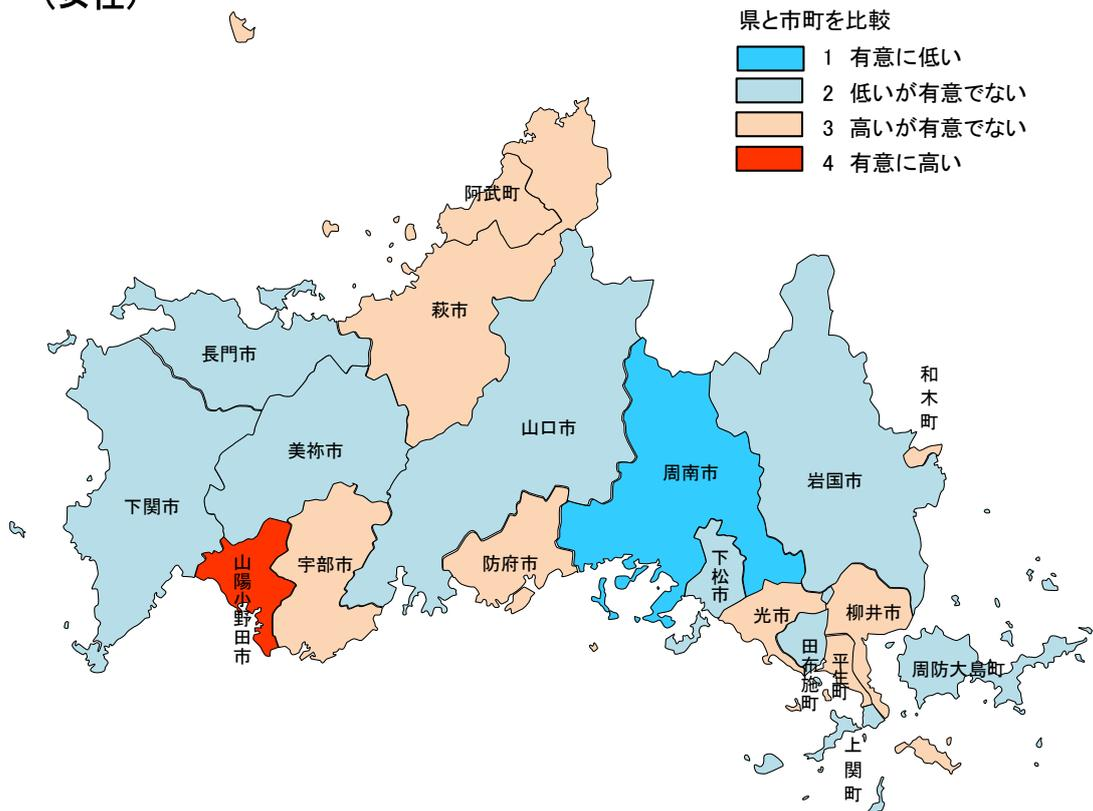 （女性）
県と市町を比較
1 有意に低い
2 低いが有意でない
3 高いが有意でない
4 有意に高い
阿武町
萩市
長門市
和木町
山口市
美祢市
周南市
岩国市
下関市
山陽小野田市
宇部市
防府市
下松市
光市
柳井市
田布施町
平生町
周防大島町
上関町